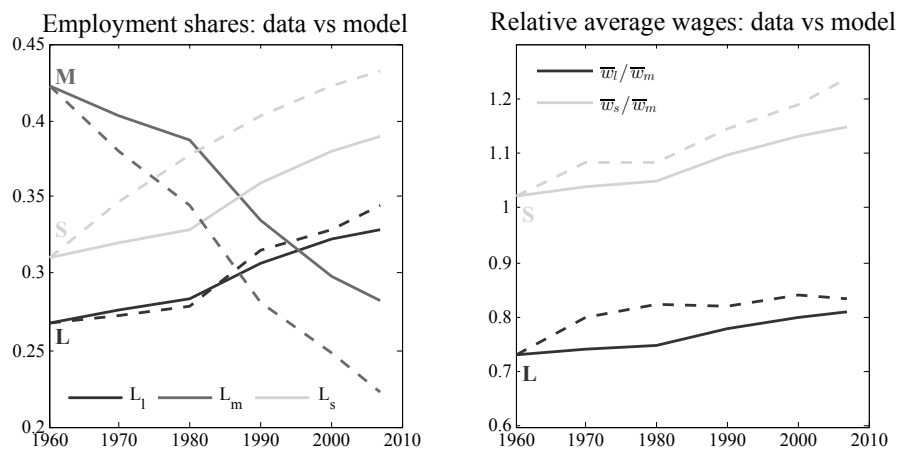 Employment shares: data vs model
0.45
0.4
0.35
0.3
0.25
0.2
1960 1970 1980 1990 2000 2010
M
S
L
L_l L_m L_s
Relative average wages: data vs model
1.2
1.1
1
0.9
0.8
0.7
0.6
1960 1970 1980 1990 2000 2010
w̅_l/w̅_m
w̅_s/w̅_m
S
L